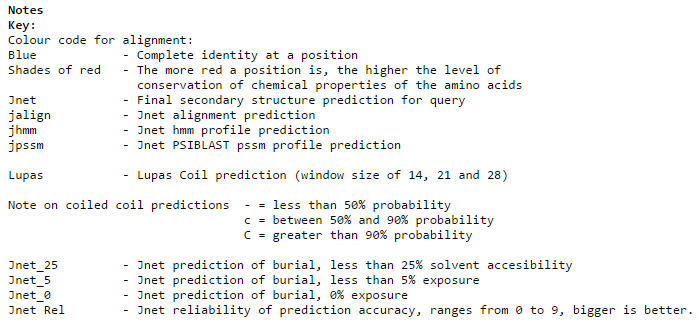 Notes
Key:
Colour code for alignment:
Blue - Complete identity at a position
Shades of red - The more red a position is, the higher the level of
conservation of chemical properties of the amino acids
Jnet - Final secondary structure prediction for query
jalign - Jnet alignment prediction
jhmm - Jnet hmm profile prediction
jpssm - Jnet PSIBLAST pssm profile prediction
Lupas - Lupas Coil prediction (window size of 14, 21 and 28)
Note on coiled coil predictions - = less than 50% probability
c = between 50% and 90% probability
C = greater than 90% probability
Jnet_25 - Jnet prediction of burial, less than 25% solvent accesibility
Jnet_5 - Jnet prediction of burial, less than 5% exposure
Jnet_0 - Jnet prediction of burial, 0% exposure
Jnet Rel - Jnet reliability of prediction accuracy, ranges from 0 to 9, bigger is better.